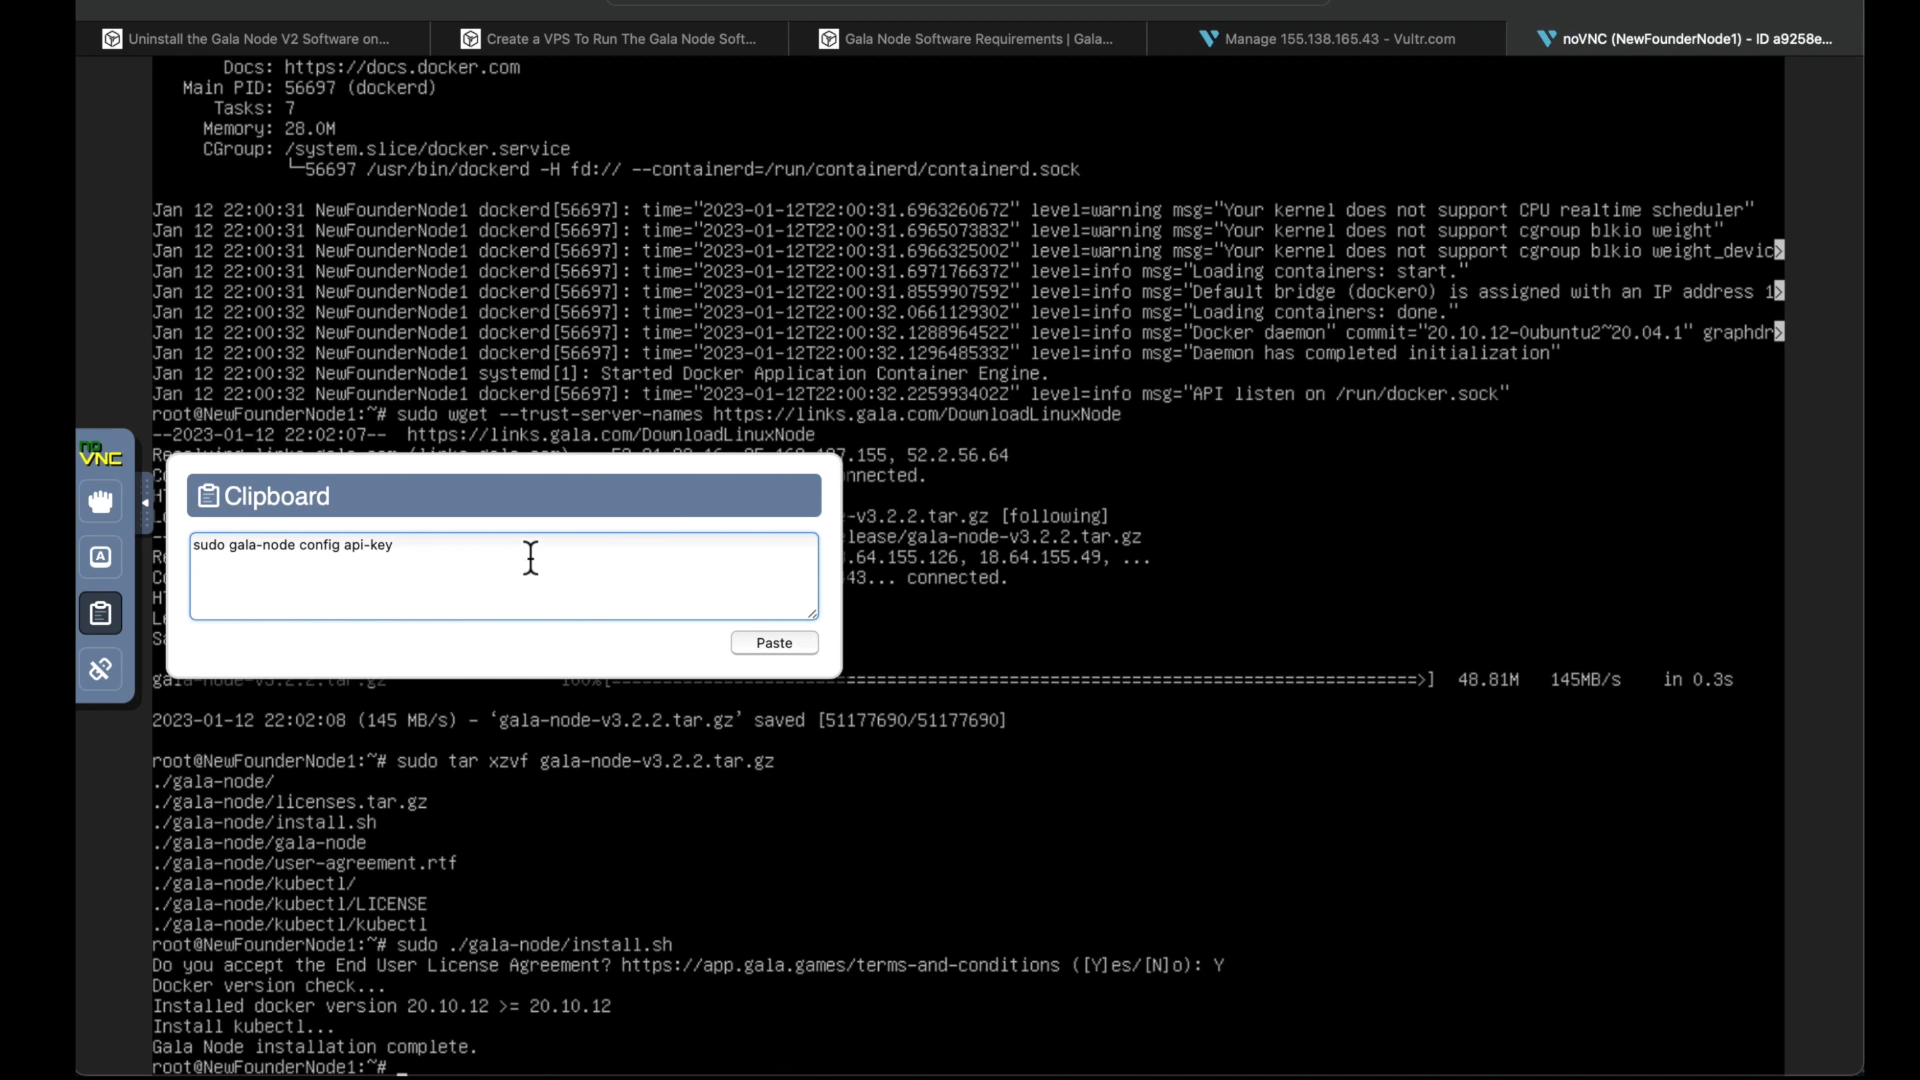 Uninstall the Gala Node V2 Software on...
Create a VPS To Run The Gala Node Soft...
Gala Node Software Requirements | Gala...
Manage 155.138.165.43 - Vultr.com
noVNC (NewFounderNode1) - ID a9258e...
Docs: https://docs.docker.com
Main PID: 56697 (dockerd)
Tasks: 7
Memory: 28.0M
CGroup: /system.slice/docker.service
└─56697 /usr/bin/dockerd -H fd:// --containerd=/run/containerd/containerd.sock
Jan 12 22:00:31 NewFounderNode1 dockerd[56697]: time="2023-01-12T22:00:31.696326067Z" level=warning msg="Your kernel does not support CPU realtime scheduler"
Jan 12 22:00:31 NewFounderNode1 dockerd[56697]: time="2023-01-12T22:00:31.696507383Z" level=warning msg="Your kernel does not support cgroup blkio weight"
Jan 12 22:00:31 NewFounderNode1 dockerd[56697]: time="2023-01-12T22:00:31.696632500Z" level=warning msg="Your kernel does not support cgroup blkio weight_devic>
Jan 12 22:00:31 NewFounderNode1 dockerd[56697]: time="2023-01-12T22:00:31.697176637Z" level=info msg="Loading containers: start."
Jan 12 22:00:31 NewFounderNode1 dockerd[56697]: time="2023-01-12T22:00:31.855990759Z" level=info msg="Default bridge (docker0) is assigned with an IP address 1>
Jan 12 22:00:32 NewFounderNode1 dockerd[56697]: time="2023-01-12T22:00:32.066112930Z" level=info msg="Loading containers: done."
Jan 12 22:00:32 NewFounderNode1 dockerd[56697]: time="2023-01-12T22:00:32.128896452Z" level=info msg="Docker daemon" commit="20.10.12-0ubuntu2~20.04.1" graphdr>
Jan 12 22:00:32 NewFounderNode1 dockerd[56697]: time="2023-01-12T22:00:32.129648533Z" level=info msg="Daemon has completed initialization"
Jan 12 22:00:32 NewFounderNode1 systemd[1]: Started Docker Application Container Engine.
Jan 12 22:00:32 NewFounderNode1 dockerd[56697]: time="2023-01-12T22:00:32.225993402Z" level=info msg="API listen on /run/docker.sock"
root@NewFounderNode1:~# sudo wget --trust-server-names https://links.gala.com/DownloadLinuxNode
--2023-01-12 22:02:07-- https://links.gala.com/DownloadLinuxNode
7.155, 52.2.56.64
nnected.
-v3.2.2.tar.gz [following]
lease/gala-node-v3.2.2.tar.gz
.64.155.126, 18.64.155.49, ...
43... connected.
no
VNC
Clipboard
sudo gala-node config api-key
Paste
gala-node-v3.2.2.tar.gz 100%[===================>] 48.81M 145MB/s in 0.3s
2023-01-12 22:02:08 (145 MB/s) - ‘gala-node-v3.2.2.tar.gz’ saved [51177690/51177690]
root@NewFounderNode1:~# sudo tar xzvf gala-node-v3.2.2.tar.gz
./gala-node/
./gala-node/licenses.tar.gz
./gala-node/install.sh
./gala-node/gala-node
./gala-node/user-agreement.rtf
./gala-node/kubectl/
./gala-node/kubectl/LICENSE
./gala-node/kubectl/kubectl
root@NewFounderNode1:~# sudo ./gala-node/install.sh
Do you accept the End User License Agreement? https://app.gala.games/terms-and-conditions ([Y]es/[N]o): Y
Docker version check...
Installed docker version 20.10.12 >= 20.10.12
Install kubectl...
Gala Node installation complete.
root@NewFounderNode1:~# _